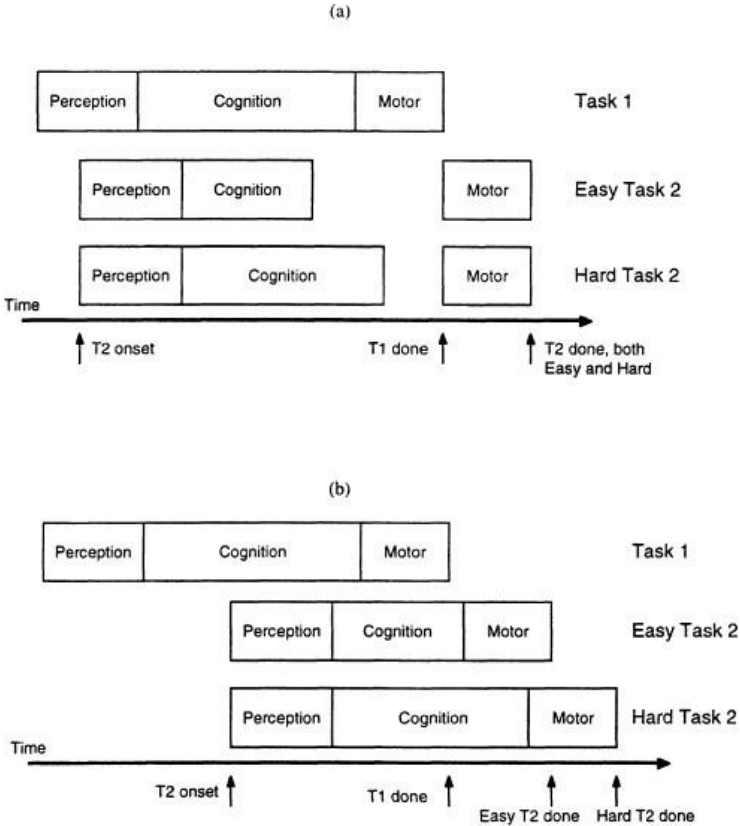 (a)
Perception Cognition Motor Task 1
Perception Cognition Motor Easy Task 2
Perception Cognition Motor Hard Task 2
Time
T2 onset T1 done T2 done, both
Easy and Hard
(b)
Perception Cognition Motor Task 1
Perception Cognition Motor Easy Task 2
Perception Cognition Motor Hard Task 2
Time
T2 onset T1 done
Easy T2 done Hard T2 done